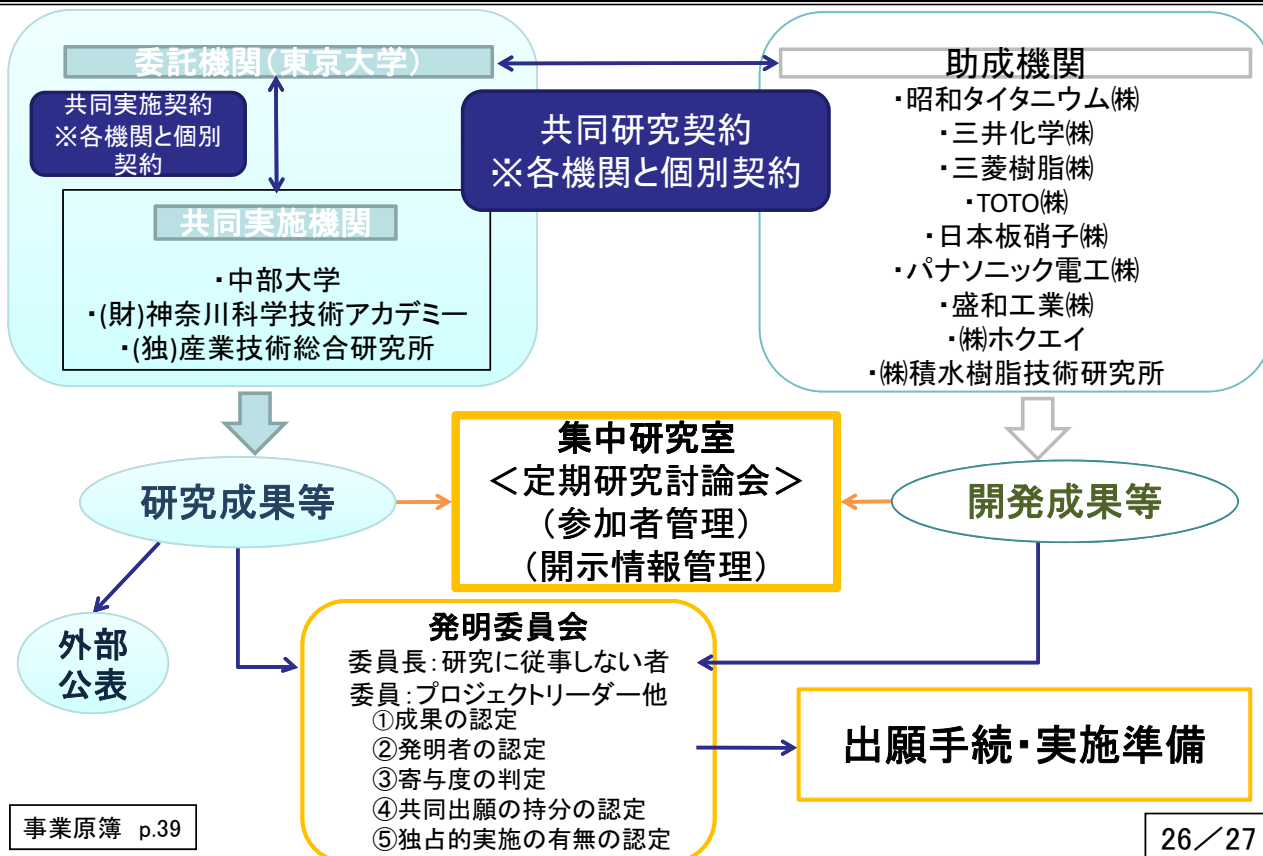 委託機関(東京大学)
共同実施契約
※各機関と個別
契約
共同実施機関
・中部大学
・(財)神奈川科学技術アカデミー
・(独)産業技術総合研究所
共同研究契約
※各機関と個別契約
助成機関
・昭和タイタニウム㈱
・三井化学㈱
・三菱樹脂㈱
・TOTO㈱
・日本板硝子㈱
・パナソニック電工㈱
・盛和工業㈱
・㈱ホクエイ
・㈱積水樹脂技術研究所
研究成果等
集中研究室
＜定期研究討論会＞
(参加者管理)
(開示情報管理)
開発成果等
外部
公表
発明委員会
委員長：研究に従事しない者
委員：プロジェクトリーダー他
①成果の認定
②発明者の認定
③寄与度の判定
④共同出願の持分の認定
⑤独占的実施の有無の認定
出願手続・実施準備
事業原簿 p.39
26／27